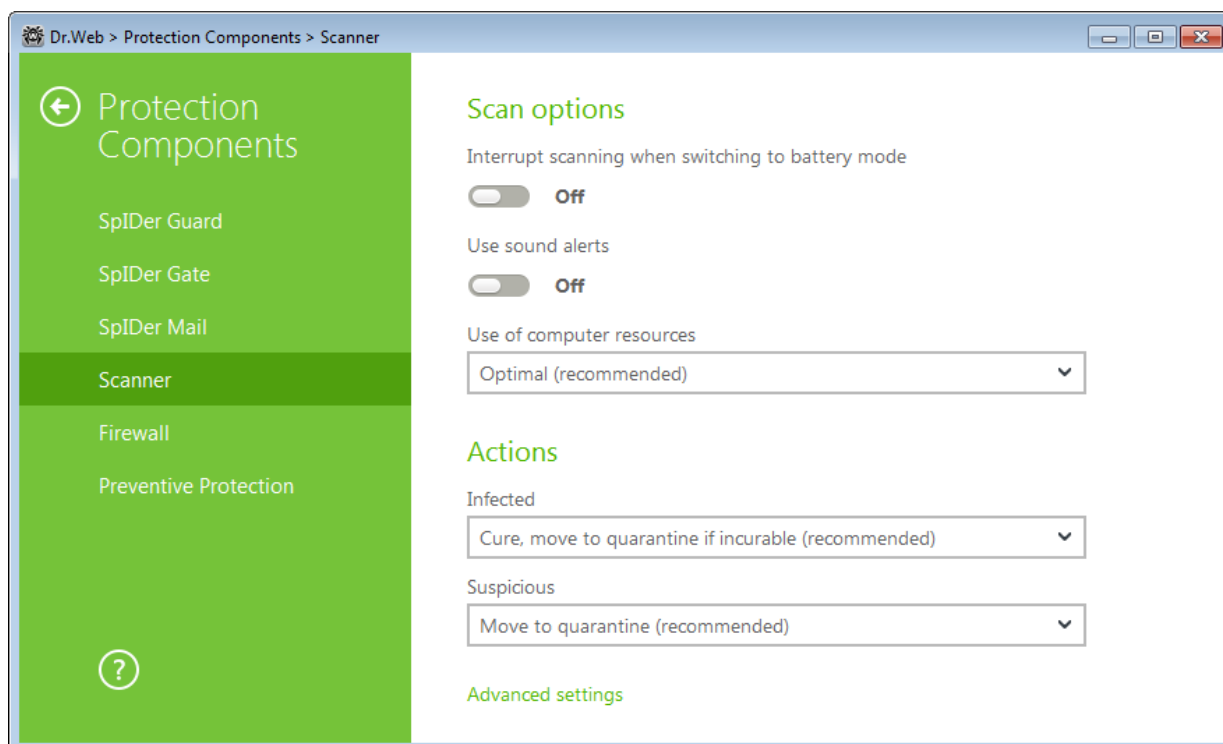 Dr.Web > Protection Components > Scanner
Protection
Components
SpIDer Guard
SpIDer Gate
SpIDer Mail
Scanner
Firewall
Preventive Protection
?
Scan options
Interrupt scanning when switching to battery mode
Off
Use sound alerts
Off
Use of computer resources
Optimal (recommended)
Actions
Infected
Cure, move to quarantine if incurable (recommended)
Suspicious
Move to quarantine (recommended)
Advanced settings